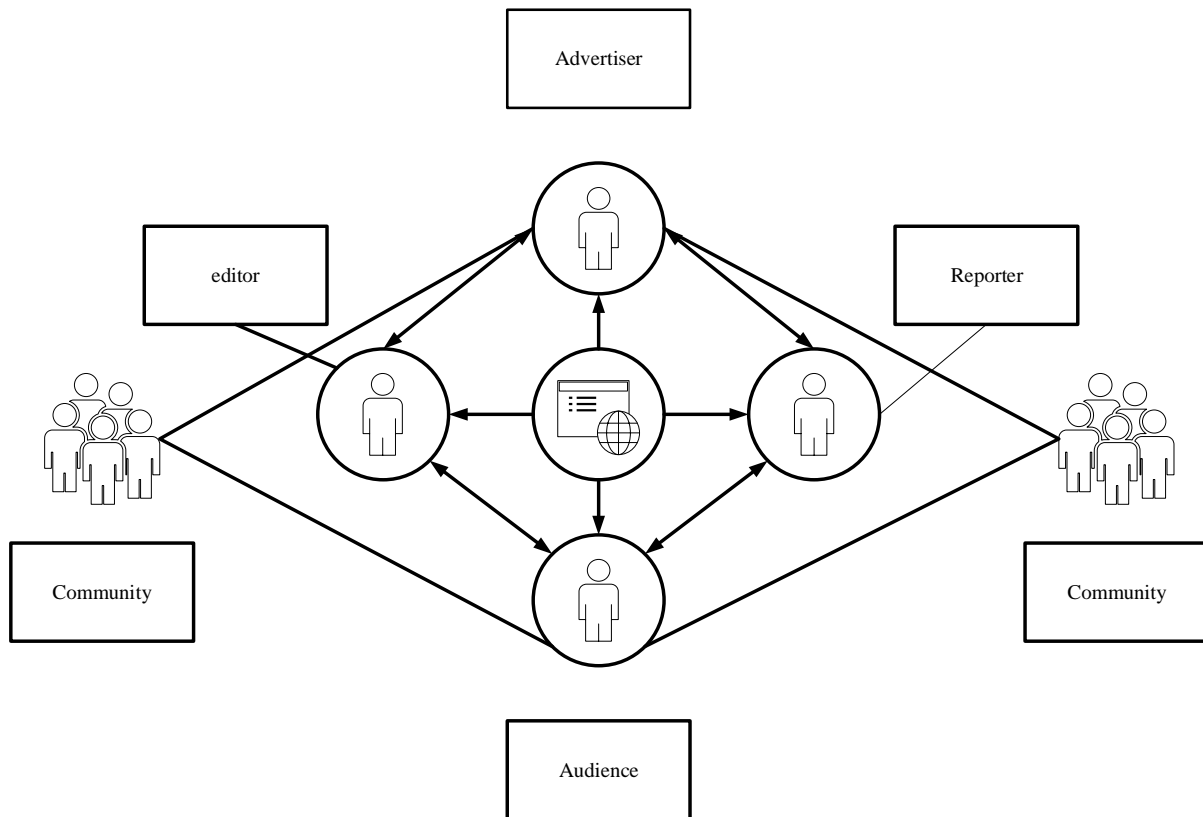 Advertiser
editor
Reporter
Community
Community
Audience